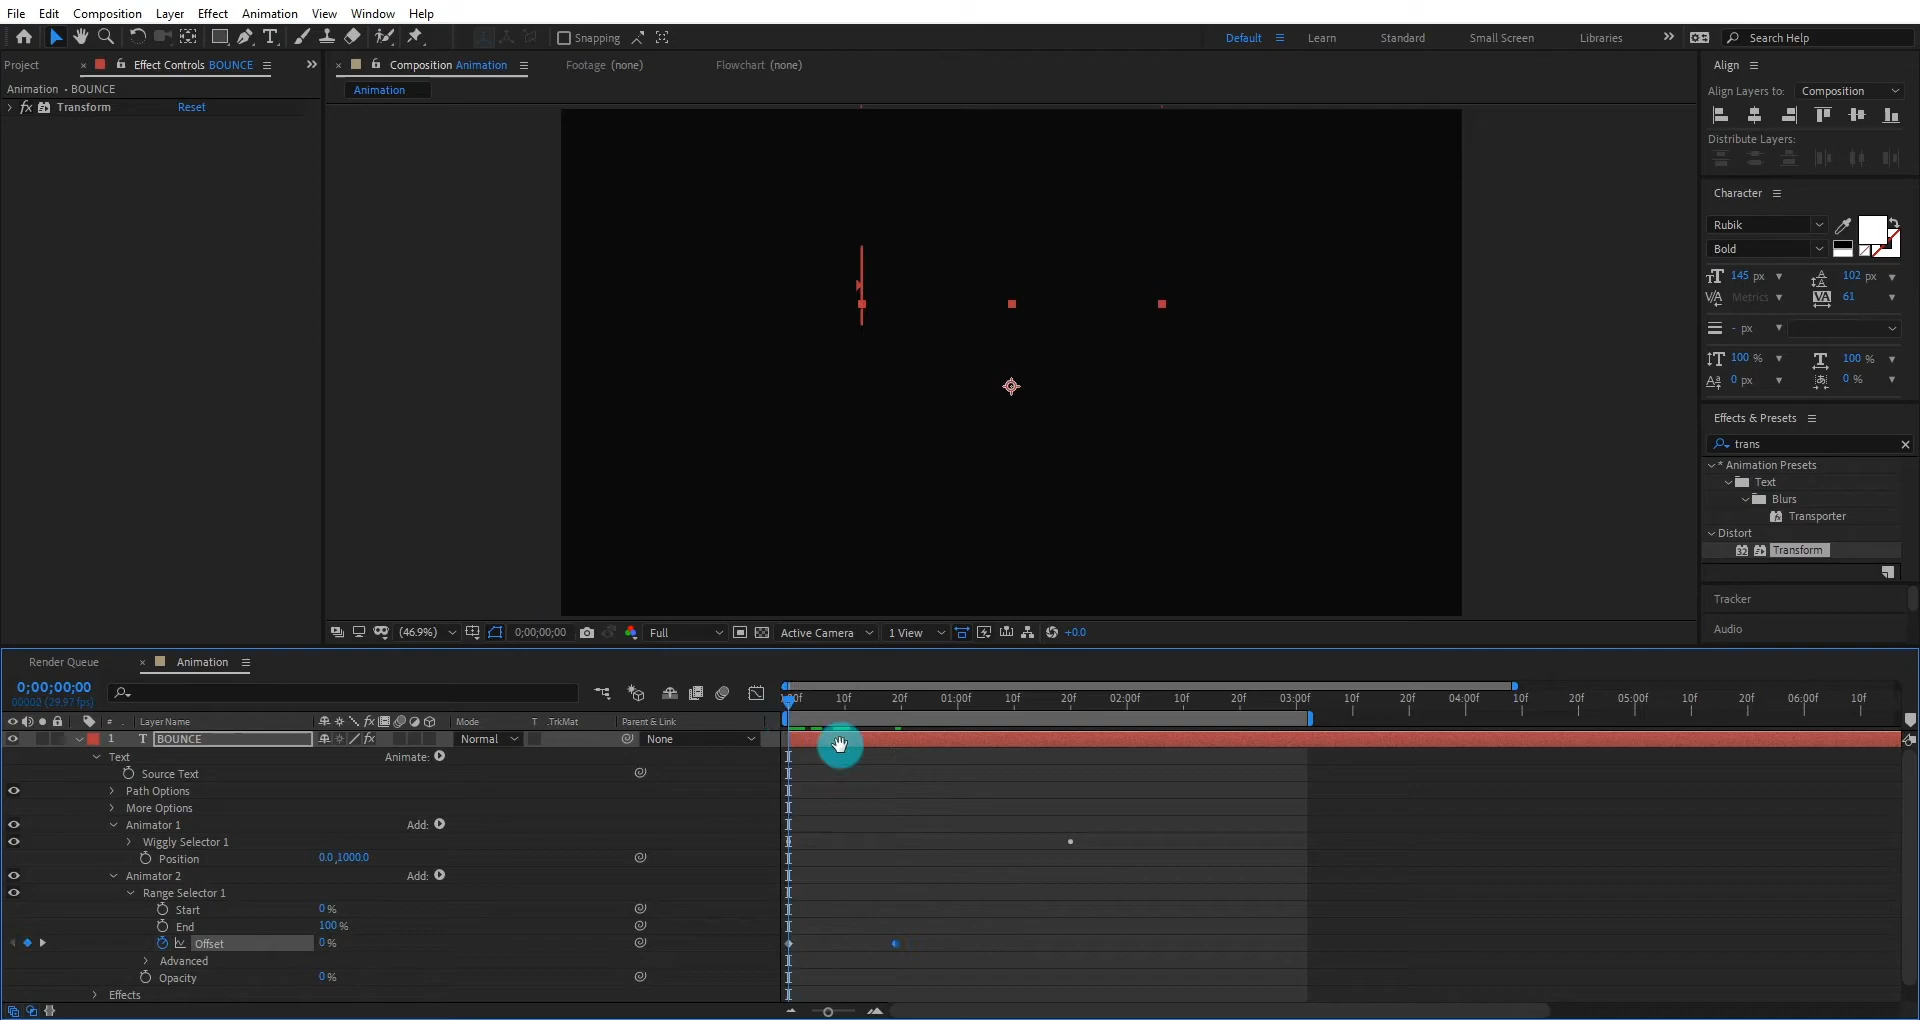 File Edit Composition Layer Effect Animation View Window Help
Snapping Default Learn Standard Small Screen Libraries Search Help
Project Effect Controls BOUNCE Composition Animation Footage (none) Flowchart (none) Align
Animation • BOUNCE Animation Align Layers to: Composition
fx Transform Reset
Distribute Layers:
Character
Rubik
Bold
145 px 102 px
Metrics 61
- px
100 % 100 %
0 px 0 %
Effects & Presets
trans
* Animation Presets
Text
Blurs
Transporter
Distort
32 Transform
Tracker
Audio
(46.9%) 0;00;00;00 Full Active Camera 1 View +0.0
Render Queue Animation
0;00;00;00
00000 (29.97 fps)
10f 20f 01:00f 10f 20f 02:00f 10f 20f 03:00f 10f 20f 04:00f 10f 20f 05:00f 10f 20f 06:00f 10f
# Layer Name fx Mode T .TrkMat Parent & Link
1 T BOUNCE fx Normal None
Text Animate:
Source Text
Path Options
More Options
Animator 1 Add:
Wiggly Selector 1
Position 0.0,1000.0
Animator 2 Add:
Range Selector 1
Start 0 %
End 100 %
Offset 0 %
Advanced
Opacity 0 %
Effects